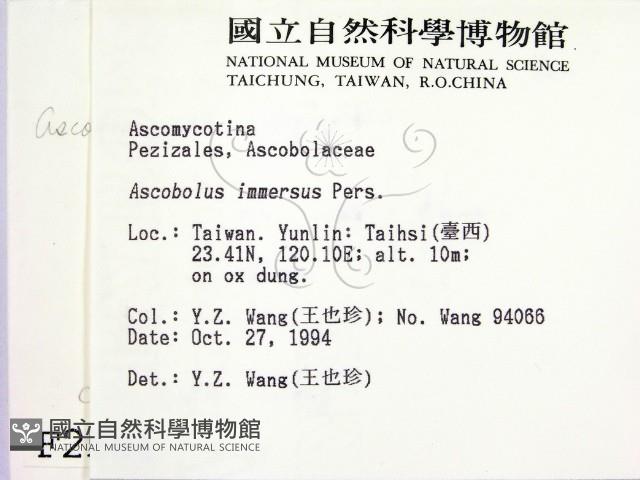 國立自然科學博物館
NATIONAL MUSEUM OF NATURAL SCIENCE
TAICHUNG, TAIWAN, R.O.CHINA
Asco
Ascomycotina
Pezizales, Ascobolaceae
Ascobolus immersus Pers.
Loc.: Taiwan. Yunlin: Taihsi(臺西)
23.41N, 120.10E; alt. 10m;
on ox dung.
Col.: Y.Z. Wang(王也珍); No. Wang 94066
Date: Oct. 27, 1994
Det.: Y.Z. Wang(王也珍)
國立自然科學博物館
NATIONAL MUSEUM OF NATURAL SCIENCE
F2